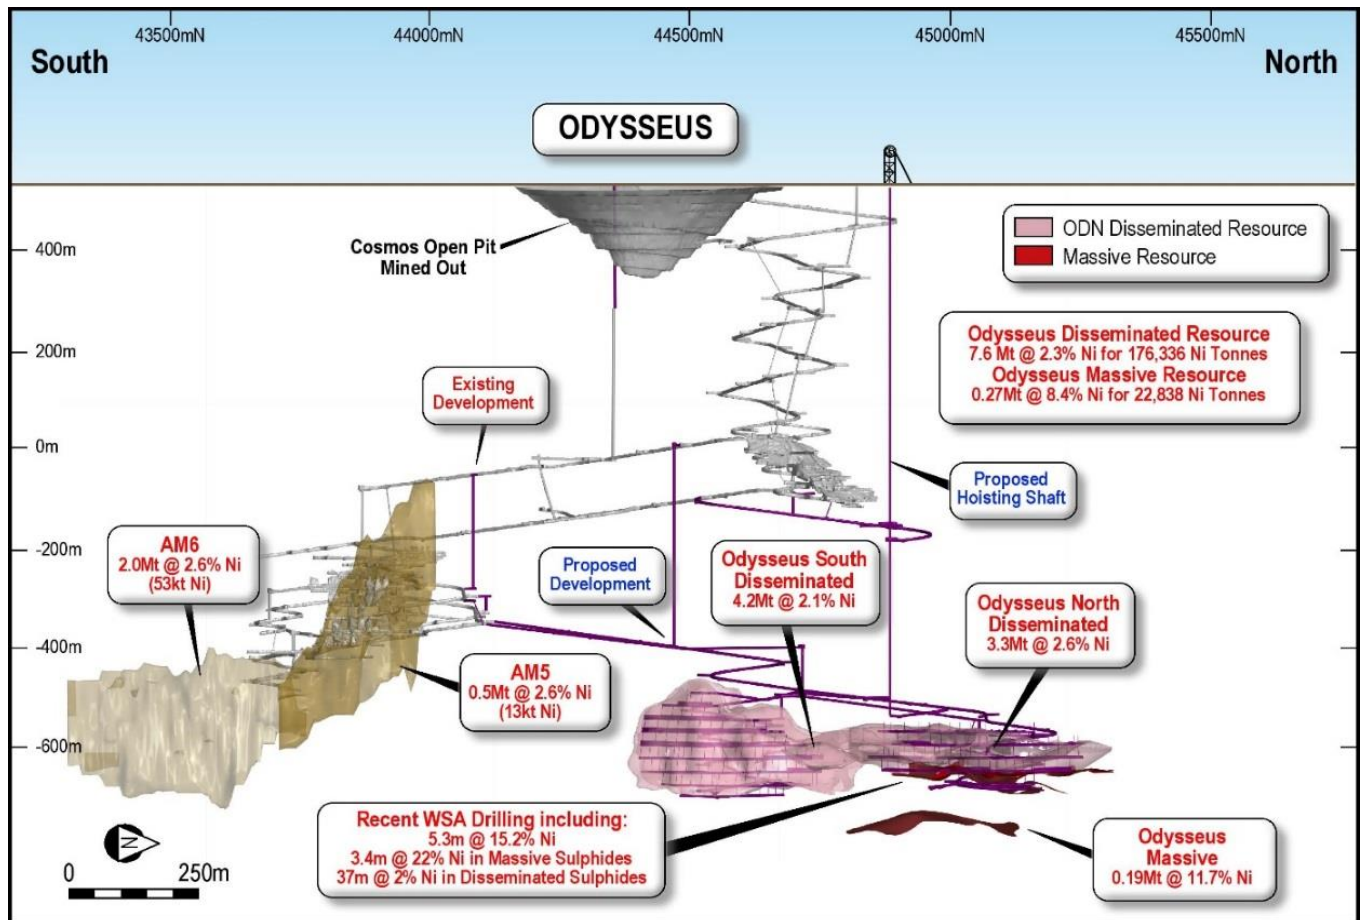 43500mN
44000mN
44500mN
45000mN
45500mN
South
North
ODYSSEUS
ODN Disseminated Resource
Massive Resource
Cosmos Open Pit
Mined Out
400m
200m
0m
-200m
-400m
-600m
Odysseus Disseminated Resource
7.6 Mt @ 2.3% Ni for 176,336 Ni Tonnes
Odysseus Massive Resource
0.27Mt @ 8.4% Ni for 22,838 Ni Tonnes
Existing
Development
Proposed
Hoisting Shaft
AM6
2.0Mt @ 2.6% Ni
(53kt Ni)
Proposed
Development
Odysseus South
Disseminated
4.2Mt @ 2.1% Ni
Odysseus North
Disseminated
3.3Mt @ 2.6% Ni
AM5
0.5Mt @ 2.6% Ni
(13kt Ni)
Recent WSA Drilling including:
5.3m @ 15.2% Ni
3.4m @ 22% Ni in Massive Sulphides
37m @ 2% Ni in Disseminated Sulphides
Odysseus
Massive
0.19Mt @ 11.7% Ni
N
0
250m